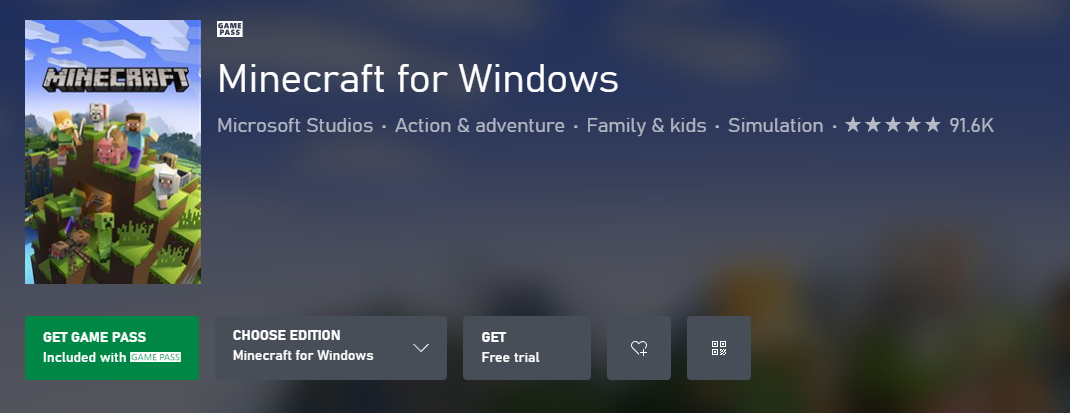 GAME PASS
MINECRAFT
Minecraft for Windows
Microsoft Studios · Action & adventure · Family & kids · Simulation · ★★★★★ 91.6K
GET GAME PASS
Included with GAME PASS
CHOOSE EDITION
Minecraft for Windows
GET
Free trial